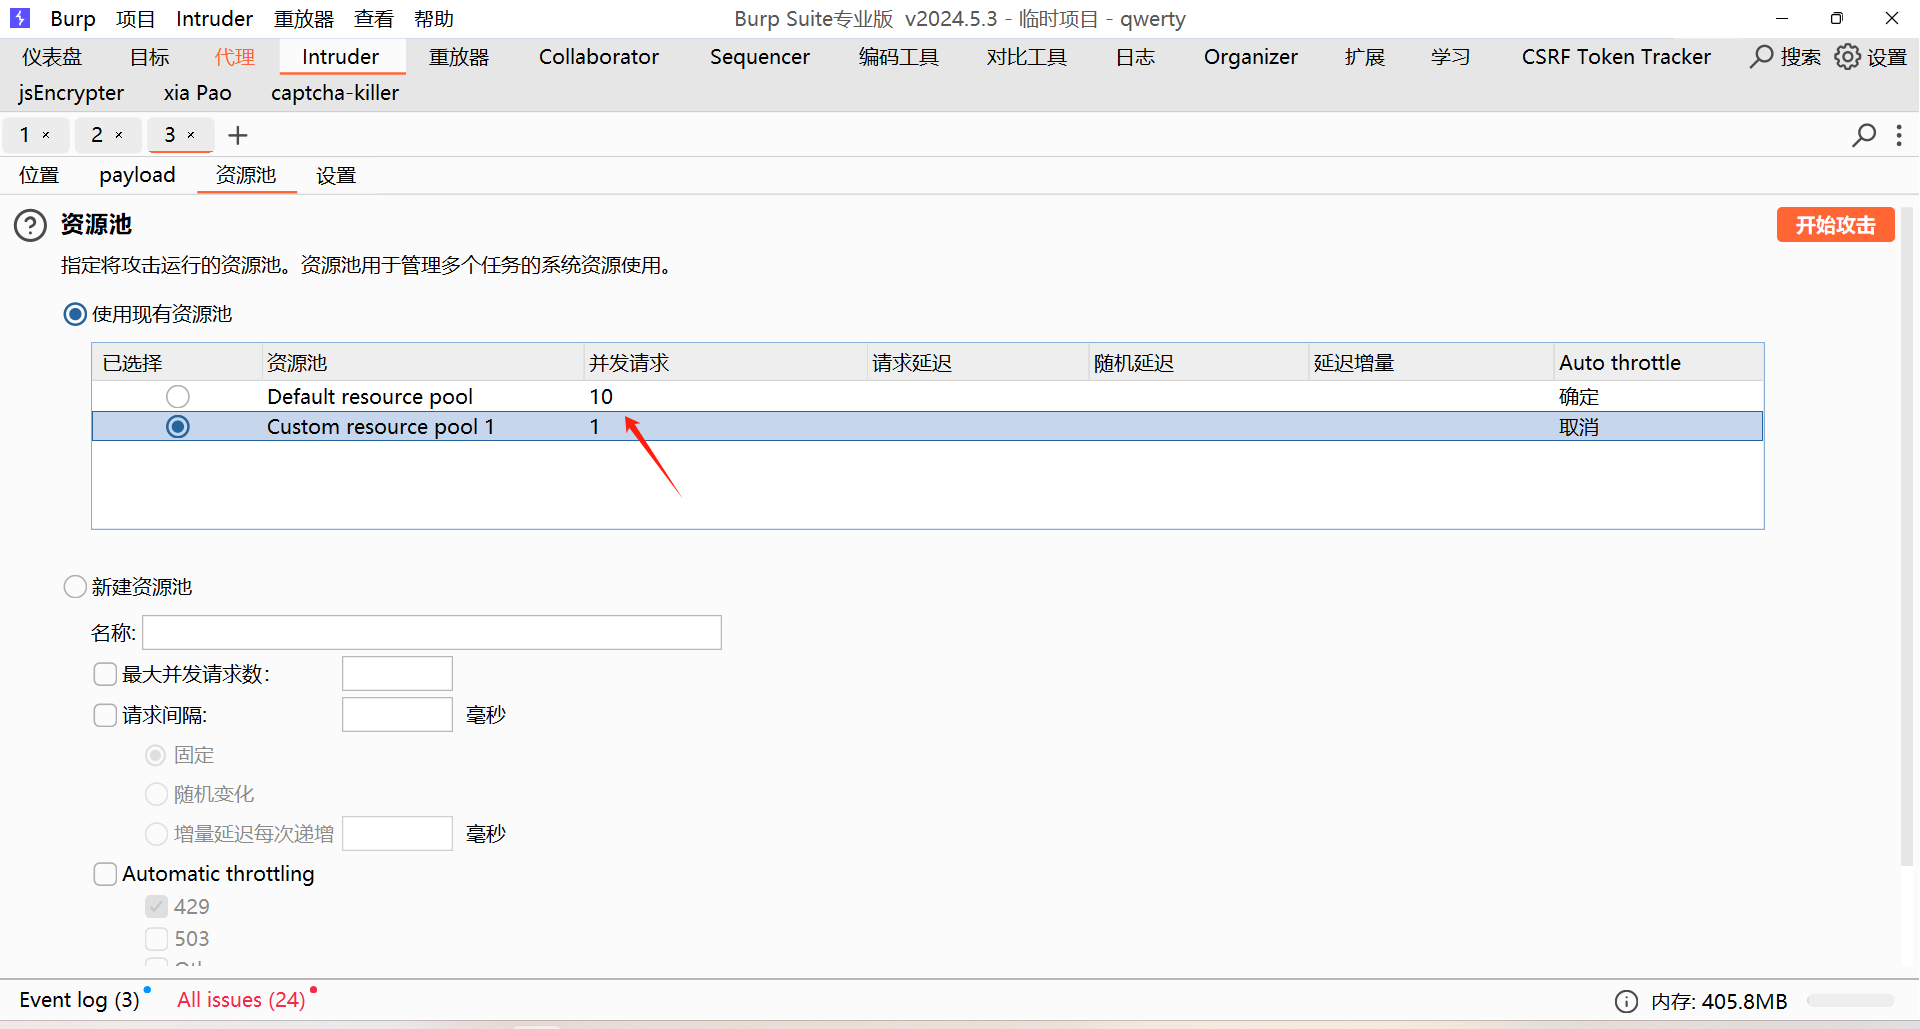 Burp 项目 Intruder 重放器 查看 帮助 Burp Suite专业版 v2024.5.3 - 临时项目 - qwerty
仪表盘 目标 代理 Intruder 重放器 Collaborator Sequencer 编码工具 对比工具 日志 Organizer 扩展 学习 CSRF Token Tracker 搜索 设置
jsEncrypter xia Pao captcha-killer
1 × 2 × 3 × +
位置 payload 资源池 设置
资源池 开始攻击
指定将攻击运行的资源池。资源池用于管理多个任务的系统资源使用。
使用现有资源池
已选择 资源池 并发请求 请求延迟 随机延迟 延迟增量 Auto throttle
Default resource pool 10 确定
Custom resource pool 1 1 取消
新建资源池
名称:
最大并发请求数:
请求间隔: 毫秒
固定
随机变化
增量延迟每次递增 毫秒
Automatic throttling
429
503
Event log (3) All issues (24) 内存: 405.8MB